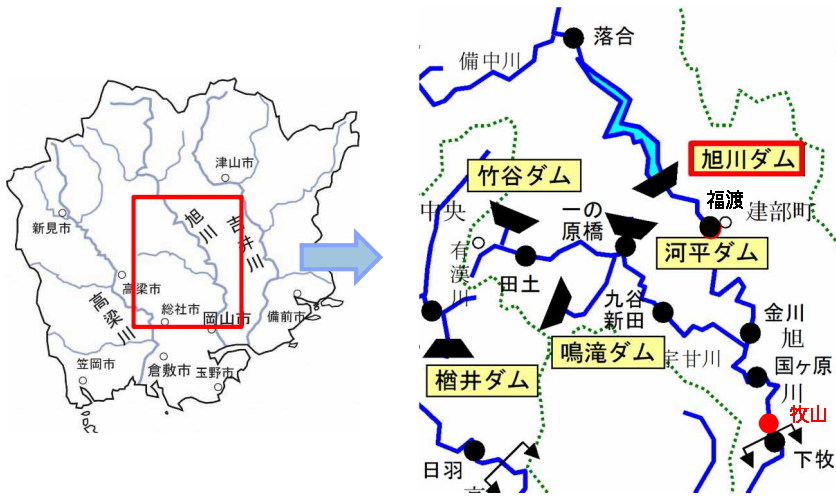 津山市
新見市
旭川
吉井川
高梁市
高梁川
総社市
岡山市
備前市
笠岡市
倉敷市
玉野市
落合
備中川
旭川ダム
竹谷ダム
中央
一の
原橋
福渡
建部町
有漢川
田土
河平ダム
九谷
新田
金川
旭川
鳴滝ダム
宇甘川
国ヶ原
楢井ダム
牧山
日羽
下牧
高